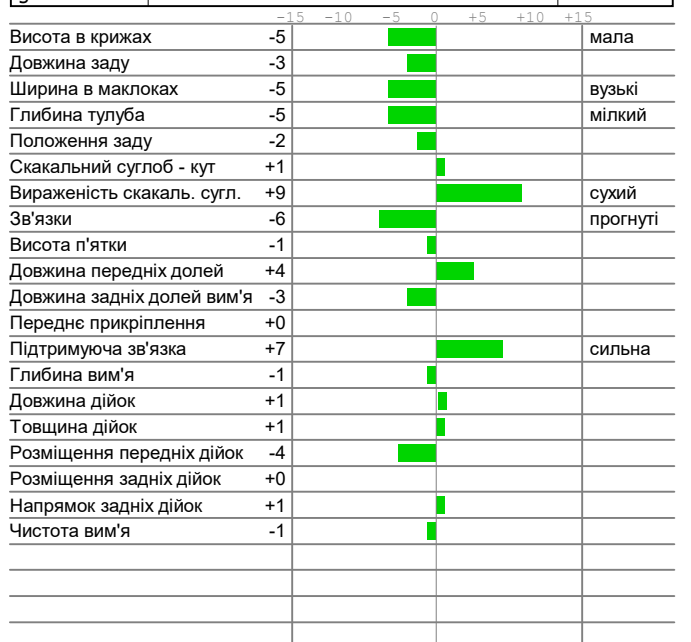 -15 -10 -5 0 +5 +10 +15
Висота в крижах -5 мала
Довжина заду -3
Ширина в маклоках -5 вузькі
Глибина тулуба -5 мілкий
Положення заду -2
Скакальний суглоб - кут +1
Вираженість скакаль. сугл. +9 сухий
Зв'язки -6 прогнуті
Висота п'ятки -1
Довжина передніх долей +4
Довжина задніх долей вим'я -3
Переднє прикріплення +0
Підтримуюча зв'язка +7 сильна
Глибина вим'я -1
Довжина дійок +1
Товщина дійок +1
Розміщення передніх дійок -4
Розміщення задніх дійок +0
Напрямок задніх дійок +1
Чистота вим'я -1